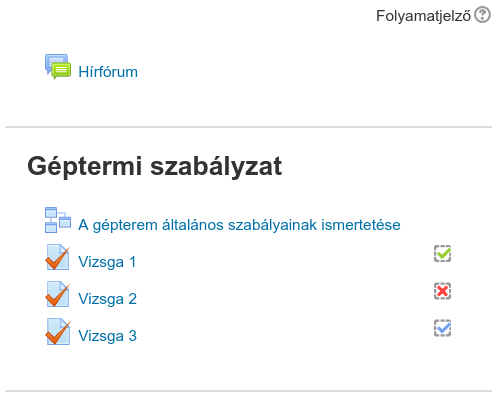 Folyamatjelző
Hírfórum
Géptermi szabályzat
A gépterem általános szabályainak ismertetése
Vizsga 1
Vizsga 2
Vizsga 3